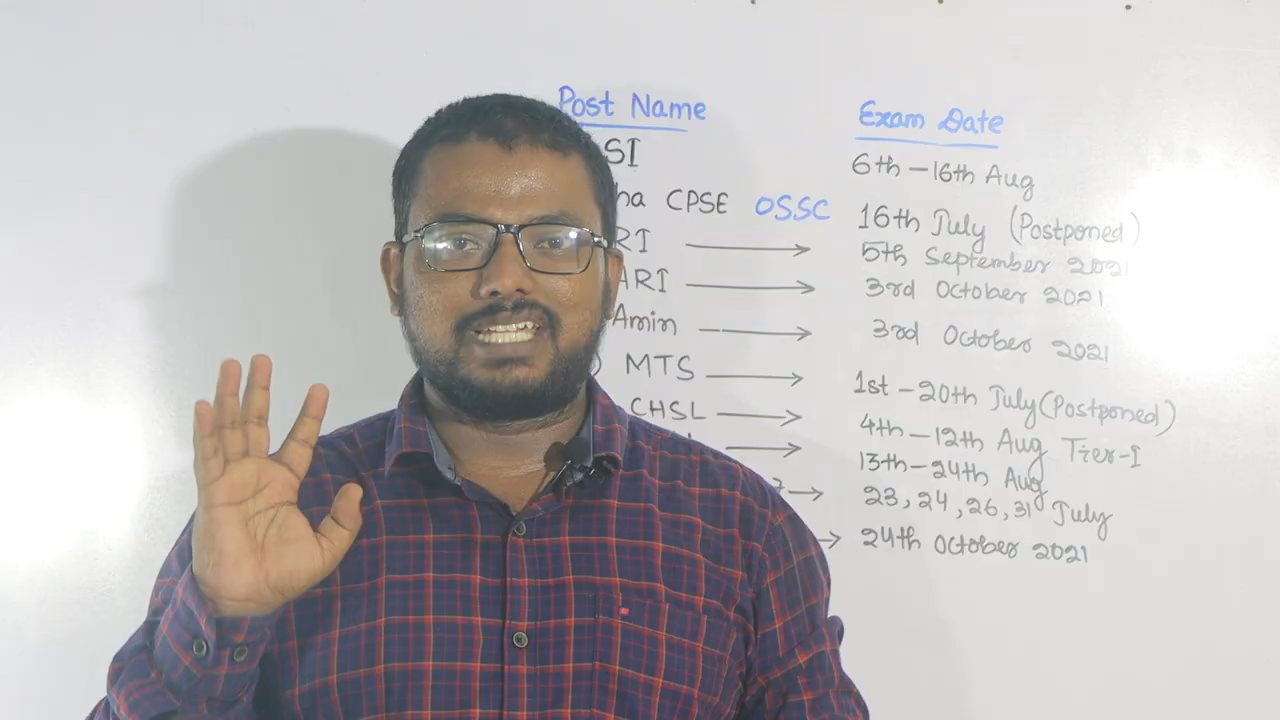 Post Name Exam Date
SI 6th - 16th Aug
ha CPSE OSSC 16th July (Postponed)
RI → 5th September 2021
ARI → 3rd October 2021
Amin → 3rd October 2021
) MTS → 1st - 20th July (Postponed)
CHSL → 4th - 12th Aug Tier-I
→ 13th - 24th Aug
→ 23, 24, 26, 31 July
→ 24th October 2021